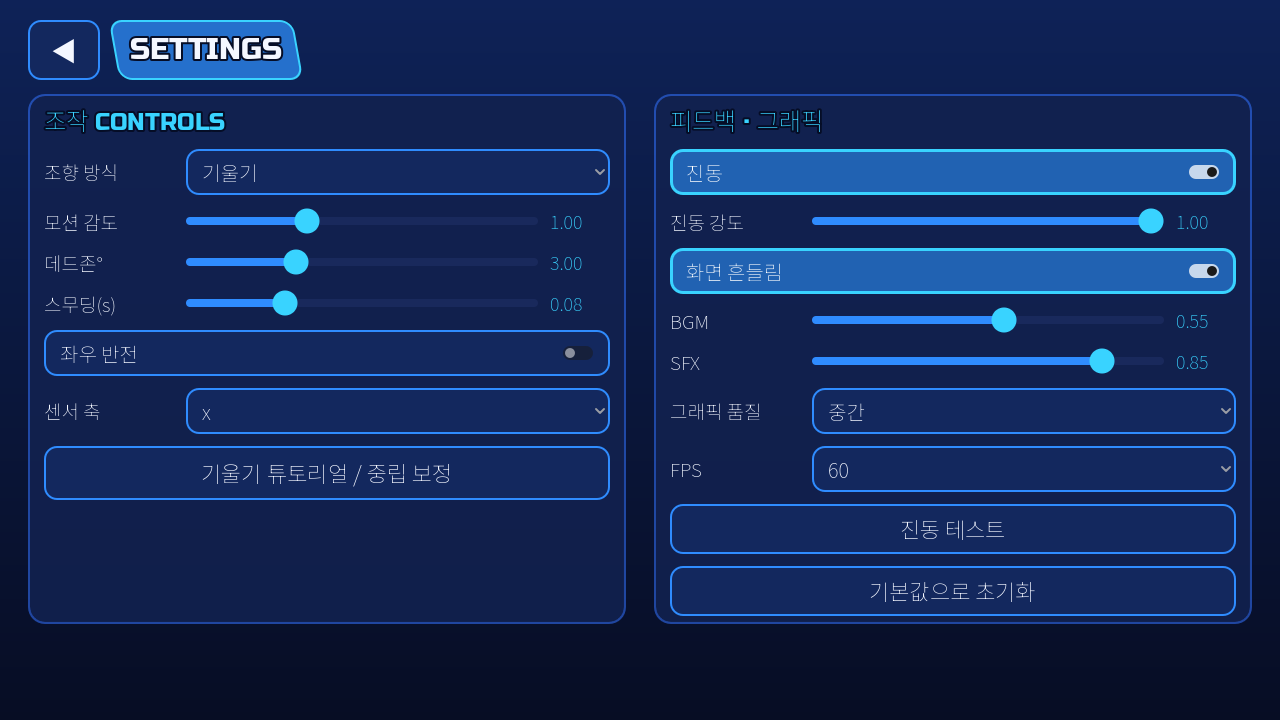 SETTINGS
조작 CONTROLS
조향 방식 기울기
모션 감도 1.00
데드존° 3.00
스무딩(s) 0.08
좌우 반전
센서 축 x
기울기 튜토리얼 / 중립 보정
피드백 · 그래픽
진동
진동 강도 1.00
화면 흔들림
BGM 0.55
SFX 0.85
그래픽 품질 중간
FPS 60
진동 테스트
기본값으로 초기화